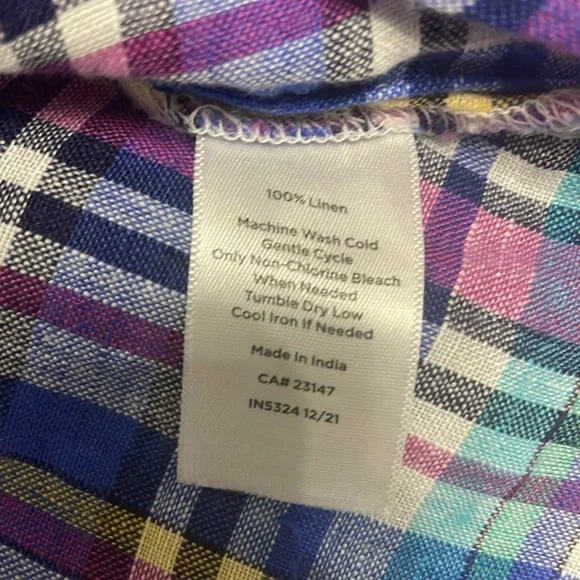 100% Linen
Machine Wash Cold
Gentle Cycle
Only Non-Chlorine Bleach
When Needed
Tumble Dry Low
Cool Iron If Needed
Made in India
CA# 23147
IN5324 12/21